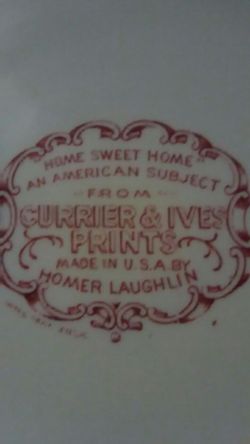 "HOME SWEET HOME"
AN AMERICAN SUBJECT
-FROM-
CURRIER & IVES
PRINTS
MADE IN U.S.A BY
HOMER LAUGHLIN